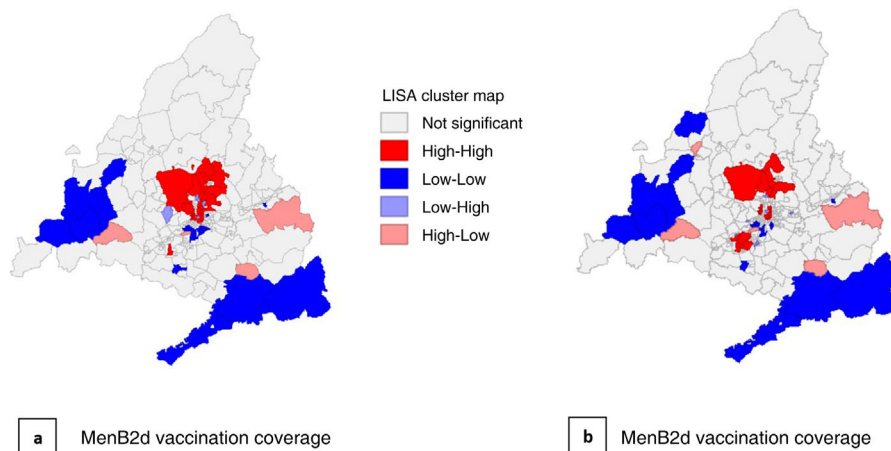 LISA cluster map
Not significant
High-High
Low-Low
Low-High
High-Low
a MenB2d vaccination coverage
b MenB2d vaccination coverage